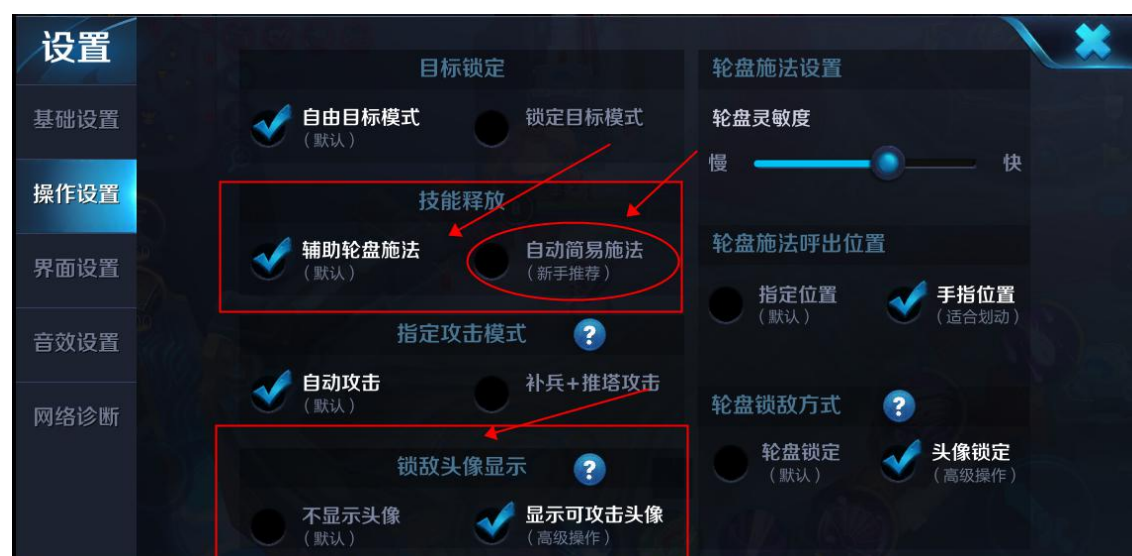 设置
基础设置
操作设置
界面设置
音效设置
网络诊断
目标锁定
自由目标模式
（默认）
锁定目标模式
技能释放
辅助轮盘施法
（默认）
自动简易施法
（新手推荐）
指定攻击模式 ?
自动攻击
（默认）
补兵+推塔攻击
锁敌头像显示 ?
不显示头像
（默认）
显示可攻击头像
（高级操作）
轮盘施法设置
轮盘灵敏度
慢 快
轮盘施法呼出位置
指定位置
（默认）
手指位置
（适合划动）
轮盘锁敌方式 ?
轮盘锁定
（默认）
头像锁定
（高级操作）